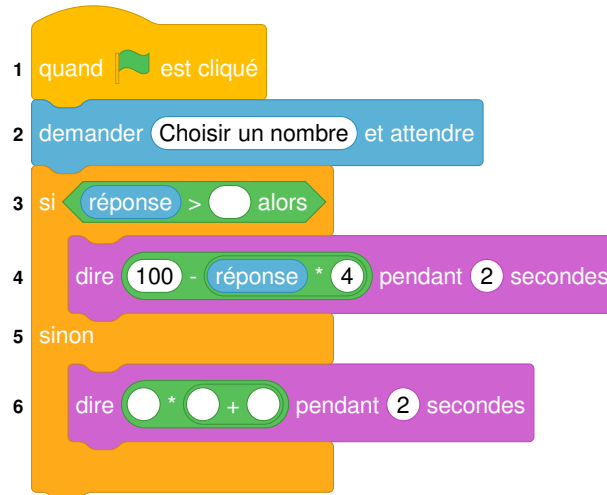 1 quand est cliqué
2 demander Choisir un nombre et attendre
3 si réponse > alors
4 dire 100 - réponse * 4 pendant 2 secondes
5 sinon
6 dire * + pendant 2 secondes